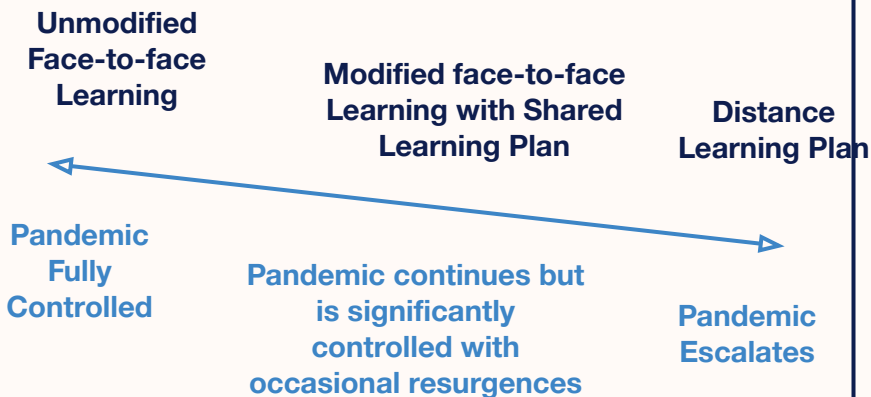 Unmodified
Face-to-face
Learning
Modified face-to-face
Learning with Shared
Learning Plan
Distance
Learning Plan
Pandemic
Fully
Controlled
Pandemic continues but
is significantly
controlled with
occasional resurgences
Pandemic
Escalates